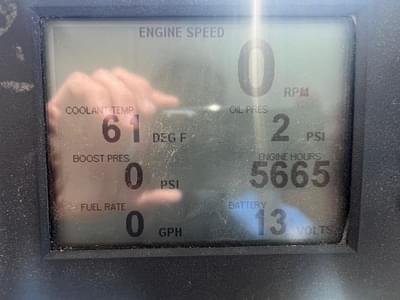 ENGINE SPEED
0 RPM
COOLANT TEMP OIL PRES
61 DEG F 2 PSI
BOOST PRES ENGINE HOURS
0 PSI 5665
FUEL RATE BATTERY
0 GPH 13 VOLTS